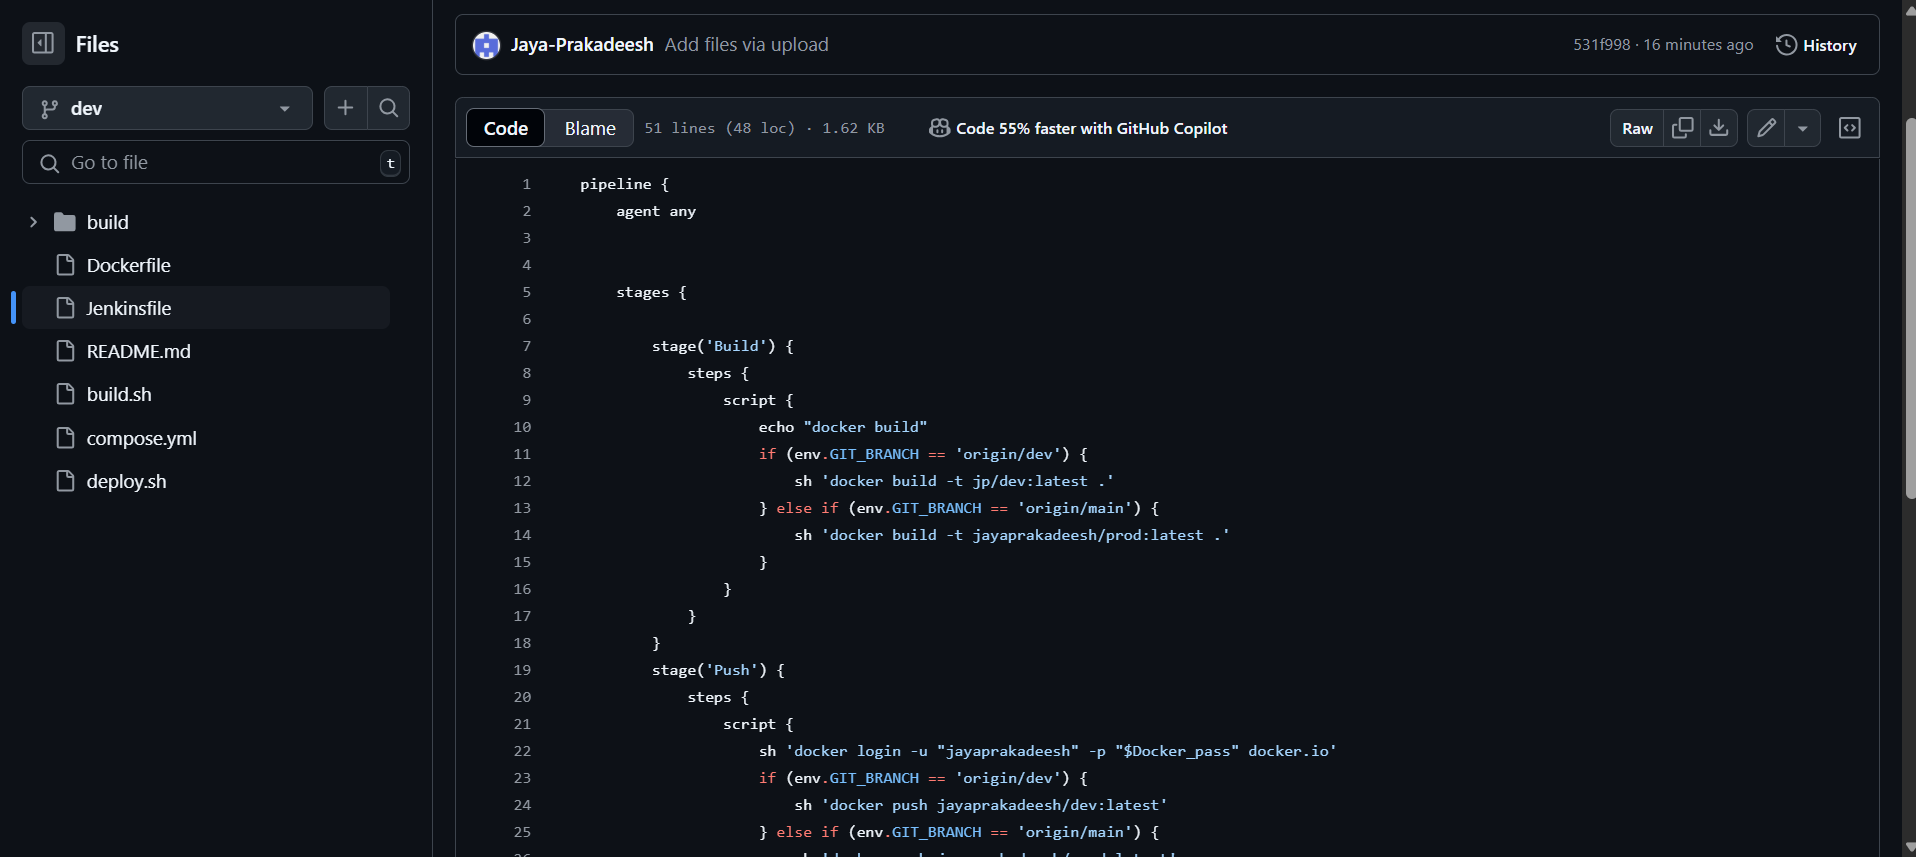 Files
dev
Go to file
t
build
Dockerfile
Jenkinsfile
README.md
build.sh
compose.yml
deploy.sh
Jaya-Prakadeesh Add files via upload
531f998 · 16 minutes ago
History
Code Blame 51 lines (48 loc) · 1.62 KB
Code 55% faster with GitHub Copilot
Raw
1 pipeline {
2 agent any
3
4
5 stages {
6
7 stage('Build') {
8 steps {
9 script {
10 echo "docker build"
11 if (env.GIT_BRANCH == 'origin/dev') {
12 sh 'docker build -t jp/dev:latest .'
13 } else if (env.GIT_BRANCH == 'origin/main') {
14 sh 'docker build -t jayaprakadeesh/prod:latest .'
15 }
16 }
17 }
18 }
19 stage('Push') {
20 steps {
21 script {
22 sh 'docker login -u "jayaprakadeesh" -p "$Docker_pass" docker.io'
23 if (env.GIT_BRANCH == 'origin/dev') {
24 sh 'docker push jayaprakadeesh/dev:latest'
25 } else if (env.GIT_BRANCH == 'origin/main') {